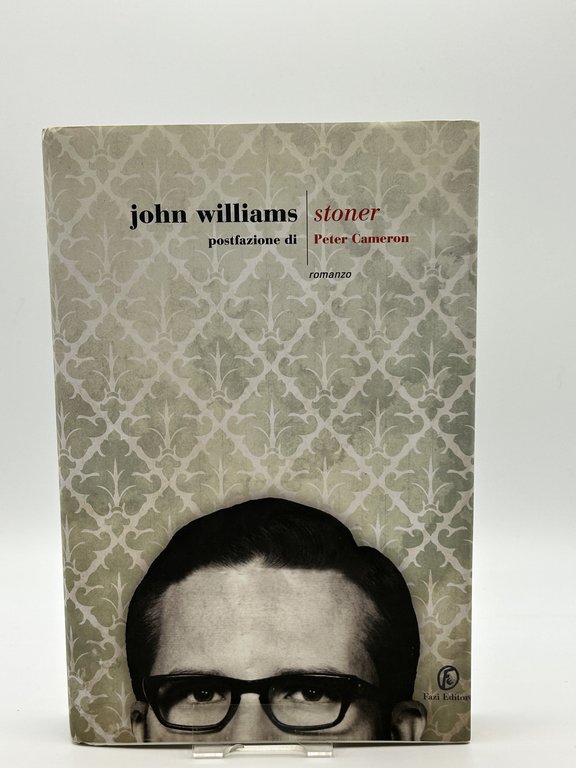 john williams | stoner
postfazione di | Peter Cameron
romanzo
Fazi Editore